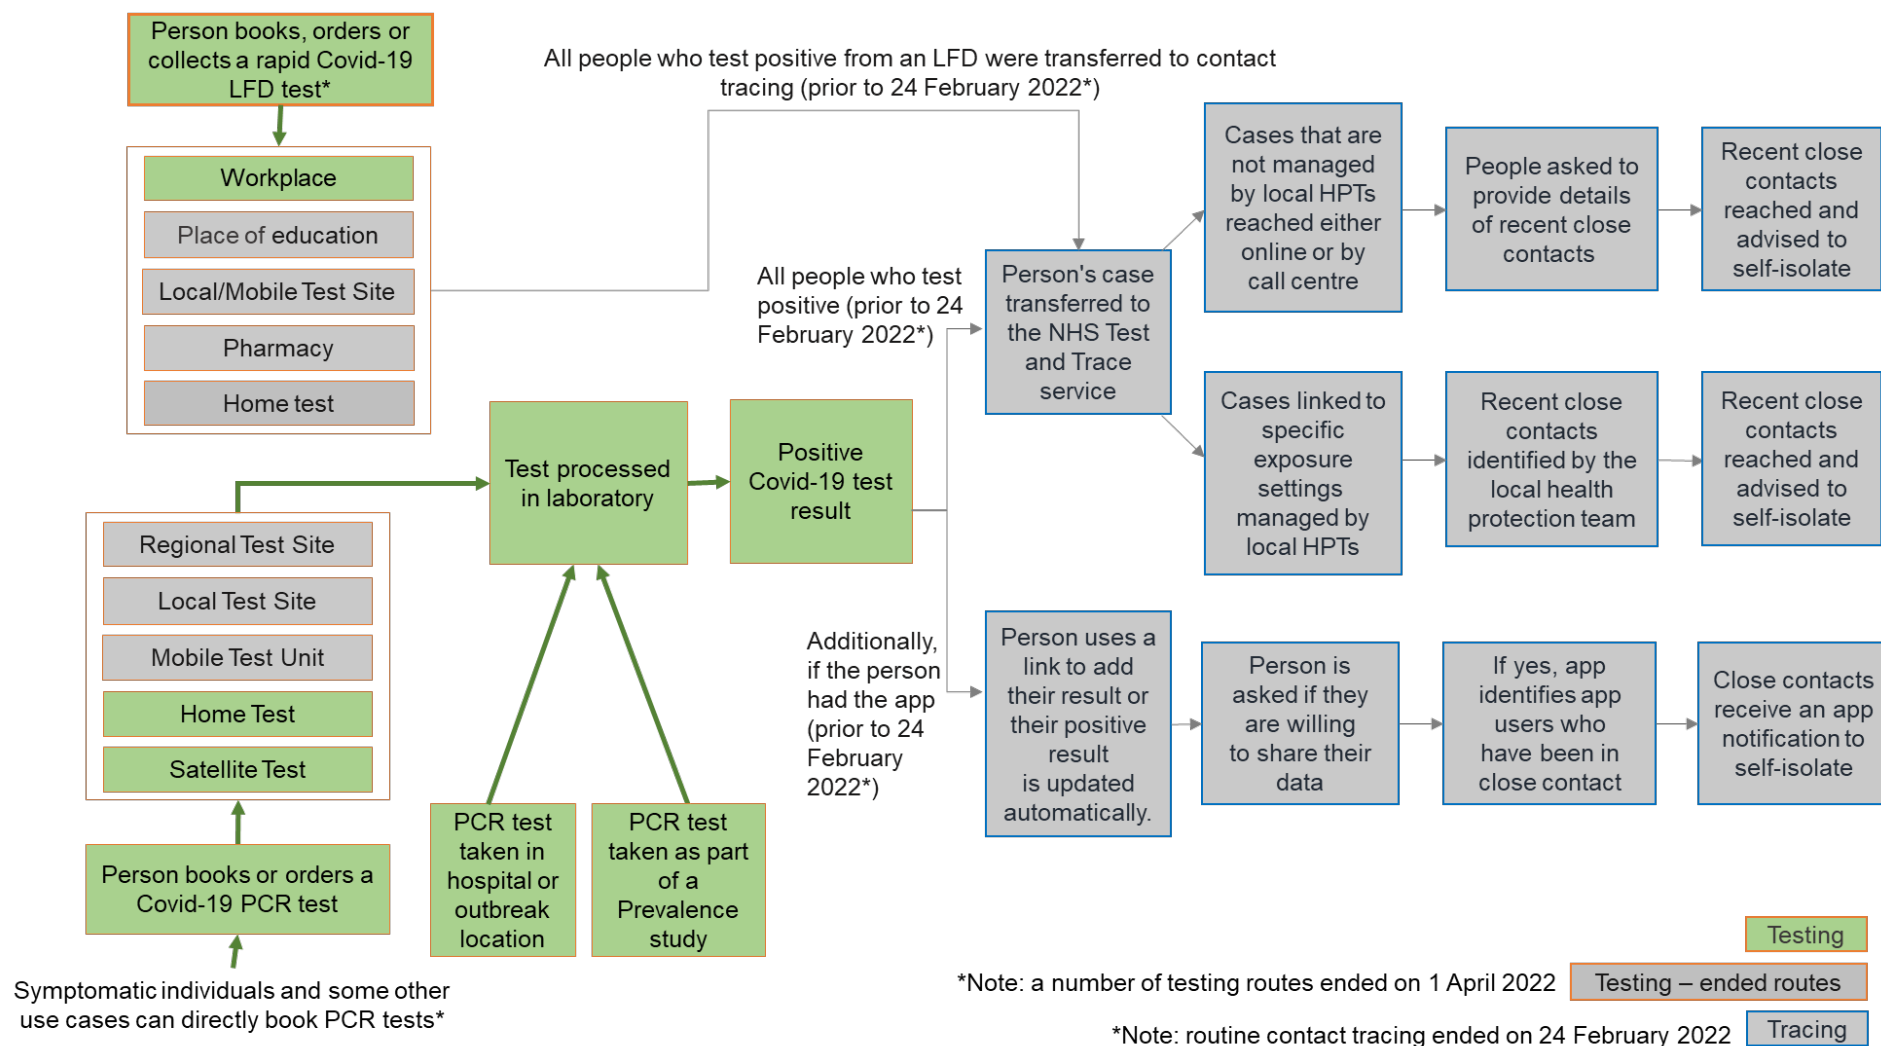 Person books, orders or
collects a rapid Covid-19
LFD test*
All people who test positive from an LFD were transferred to contact
tracing (prior to 24 February 2022*)
Workplace
Place of education
Local/Mobile Test Site
Pharmacy
Home test
Cases that are
not managed
by local HPTs
reached either
online or by
call centre
People asked to
provide details
of recent close
contacts
Recent close
contacts
reached and
advised to
self-isolate
All people who test
positive (prior to 24
February 2022*)
Person's case
transferred to
the NHS Test
and Trace
service
Cases linked to
specific
exposure
settings
managed by
local HPTs
Recent close
contacts
identified by the
local health
protection team
Recent close
contacts
reached and
advised to
self-isolate
Test processed
in laboratory
Positive
Covid-19 test
result
Regional Test Site
Local Test Site
Mobile Test Unit
Home Test
Satellite Test
Additionally,
if the person
had the app
(prior to 24
February
2022*)
Person uses a
link to add
their result or
their positive
result
is updated
automatically.
Person is
asked if they
are willing
to share their
data
If yes, app
identifies app
users who
have been in
close contact
Close contacts
receive an app
notification to
self-isolate
Person books or orders a
Covid-19 PCR test
PCR test
taken in
hospital or
outbreak
location
PCR test
taken as part
of a
Prevalence
study
Symptomatic individuals and some other
use cases can directly book PCR tests*
Testing
*Note: a number of testing routes ended on 1 April 2022
Testing – ended routes
*Note: routine contact tracing ended on 24 February 2022
Tracing